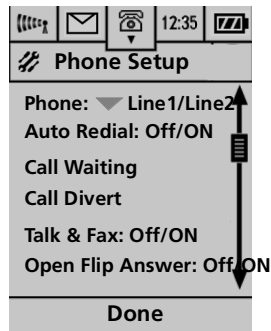 12:35
Phone Setup
Phone: Line1/Line2
Auto Redial: Off/ON
Call Waiting
Call Divert
Talk & Fax: Off/ON
Open Flip Answer: Off/ON
Done